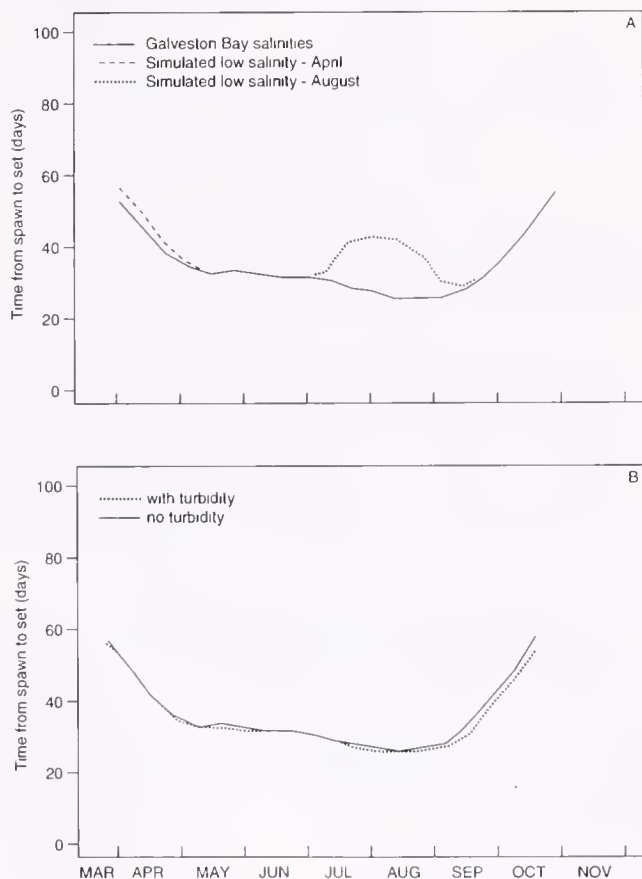 A
100
80
60
40
20
0
Time from spawn to set (days)
Galveston Bay salinities
Simulated low salinity - April
Simulated low salinity - August
B
100
80
60
40
20
0
Time from spawn to set (days)
with turbidity
no turbidity
MAR APR MAY JUN JUL AUG SEP OCT NOV